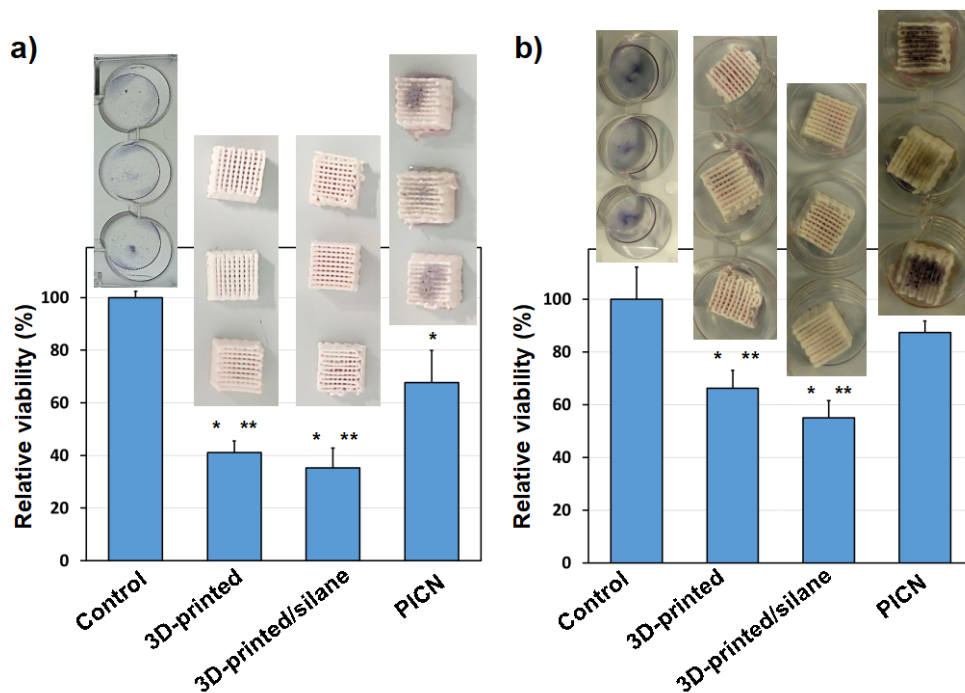 a)
Relative viability (%)
100
80
60
40
20
0
*
* **
* **
Control
3D-printed
3D-printed/silane
PICN
b)
Relative viability (%)
100
80
60
40
20
0
* **
* **
Control
3D-printed
3D-printed/silane
PICN